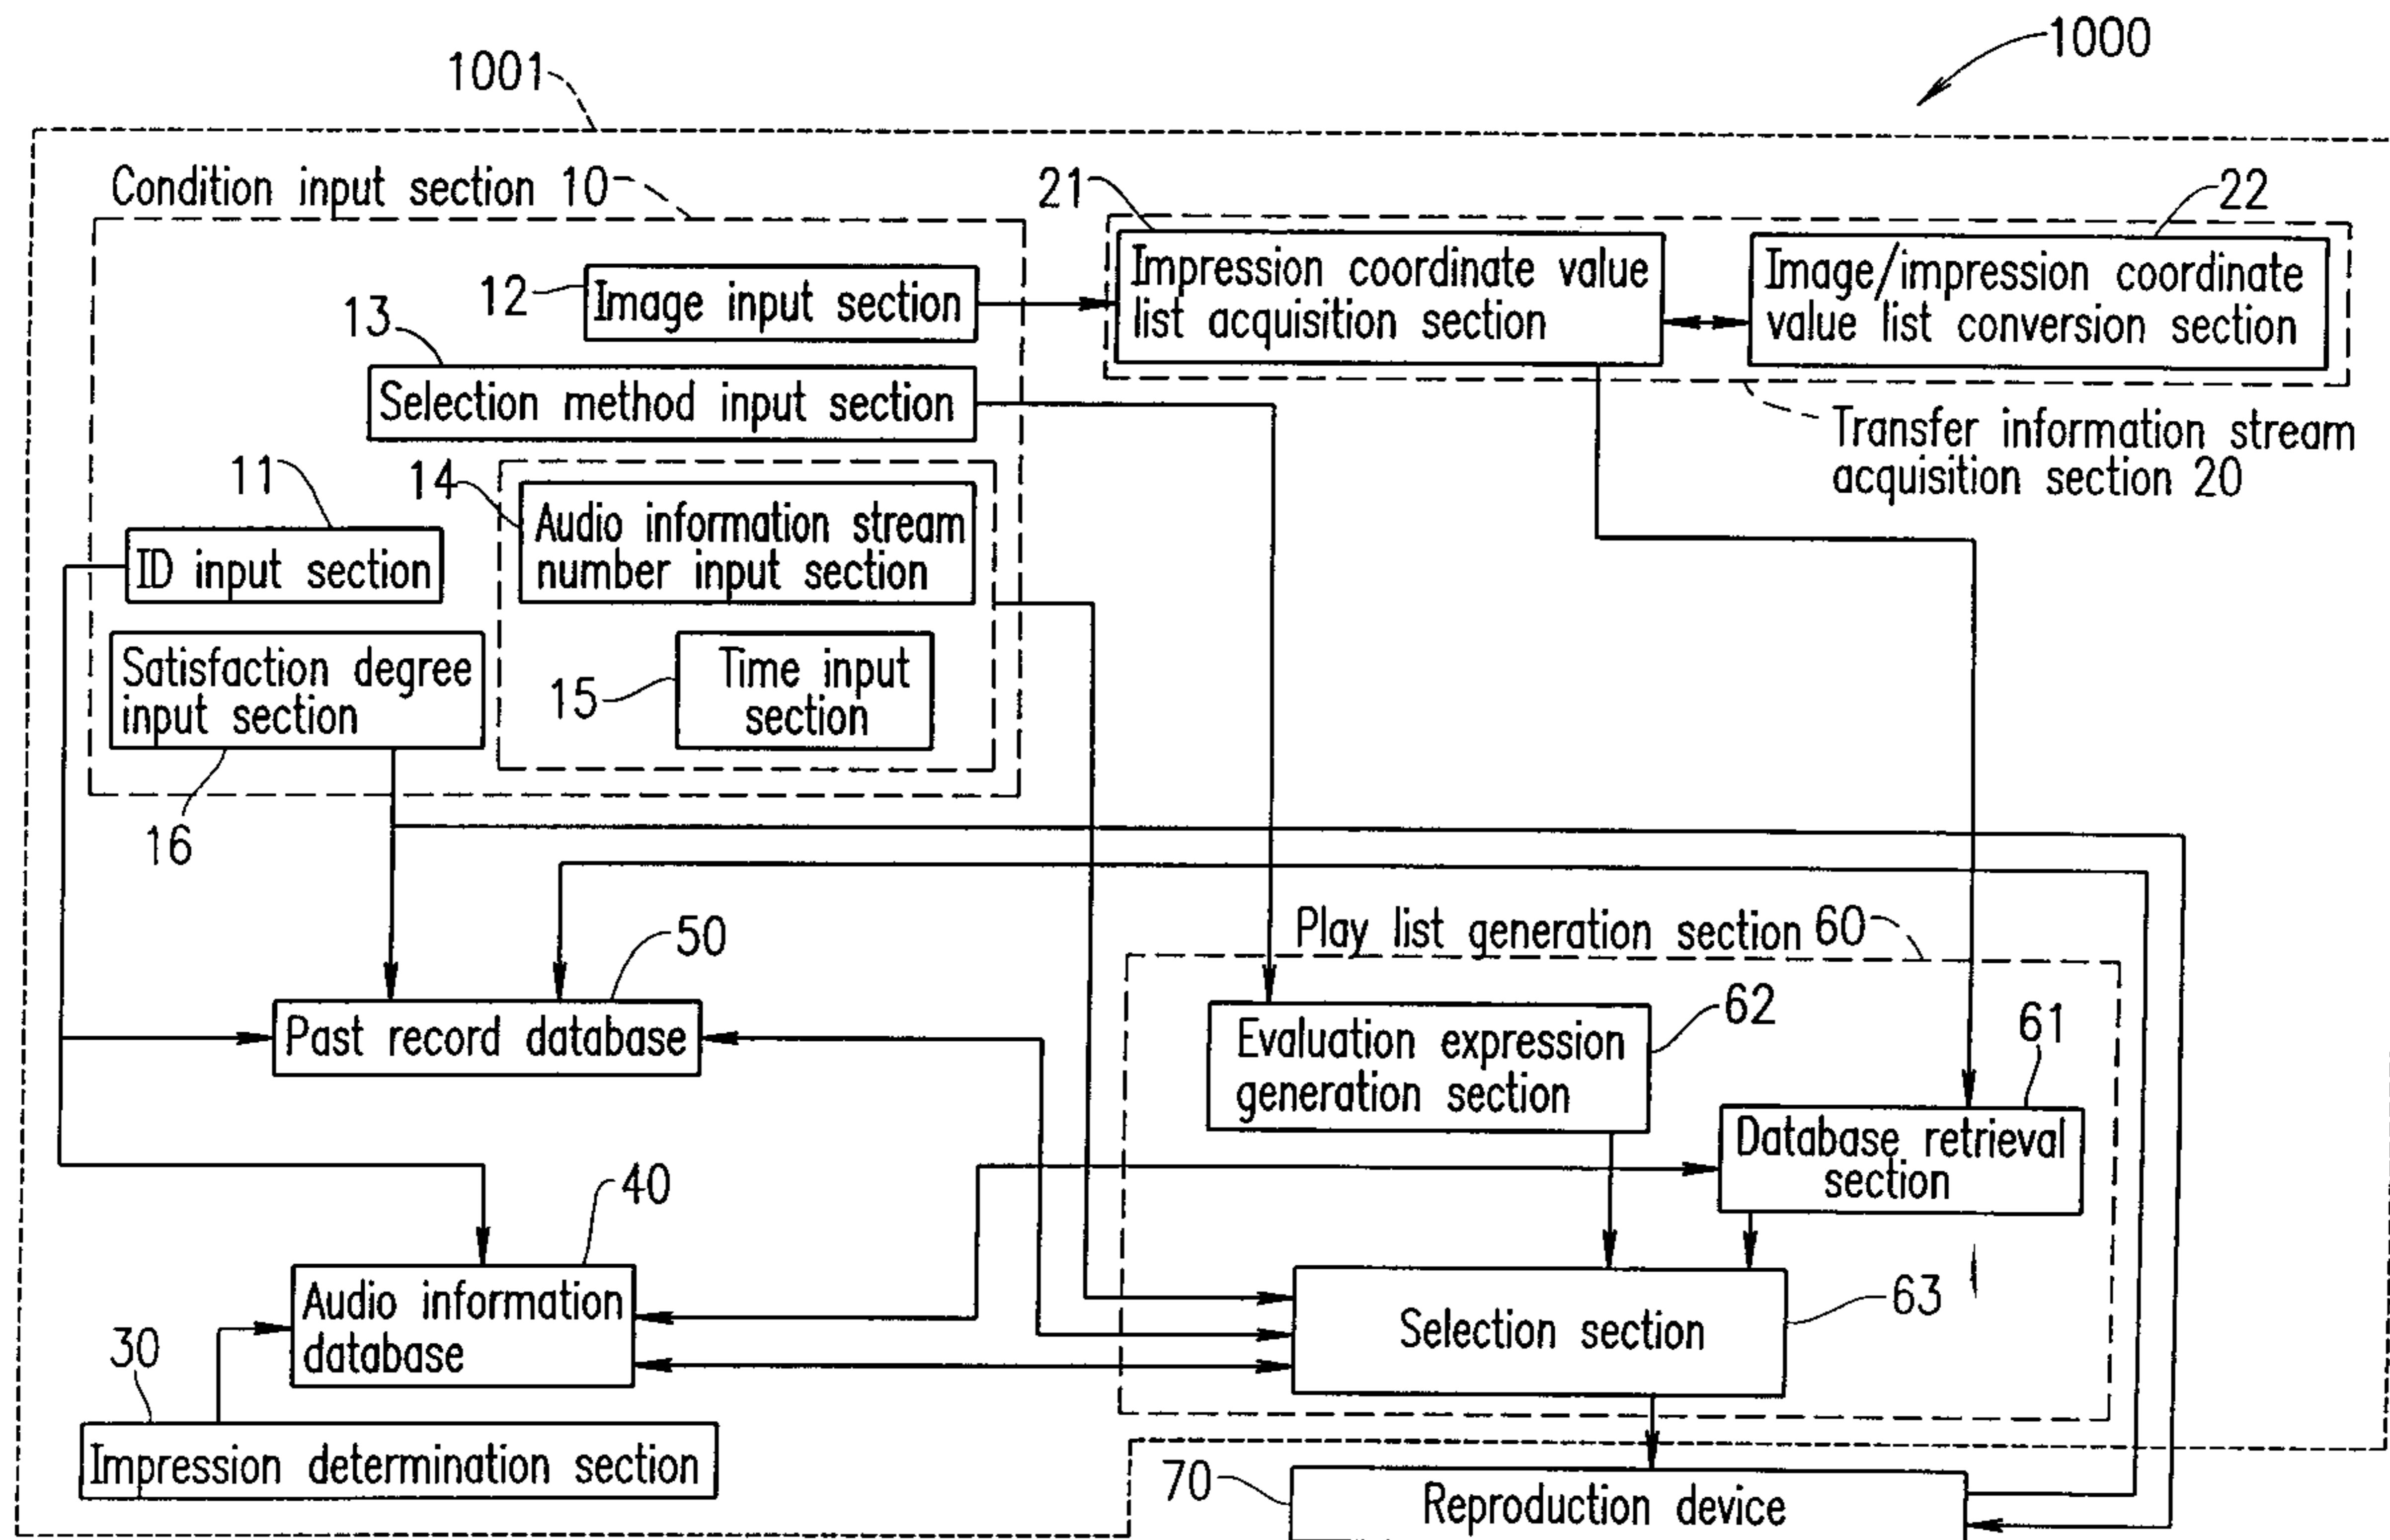 1000
1001
Condition input section 10
21
22
12
Image input section
Impression coordinate value
list acquisition section
Image/impression coordinate
value list conversion section
13
Selection method input section
Transfer information stream
acquisition section 20
11
14
ID input section
Audio information stream
number input section
Satisfaction degree
input section
15
Time input
section
16
50
Play list generation section 60
Past record database
62
Evaluation expression
generation section
61
Database retrieval
section
40
Audio information
database
63
Selection section
30
Impression determination section
70
Reproduction device